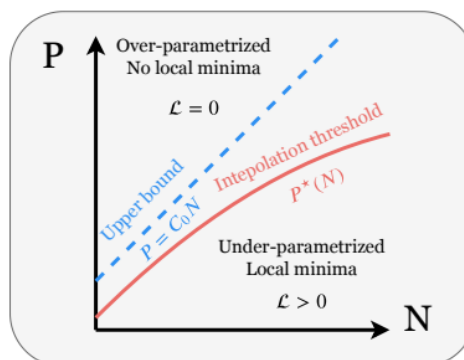 P
Over-parametrized
No local minima
ℒ = 0
Upper bound
P = C₀N
Intepolation threshold
P⋆(N)
Under-parametrized
Local minima
ℒ > 0
N